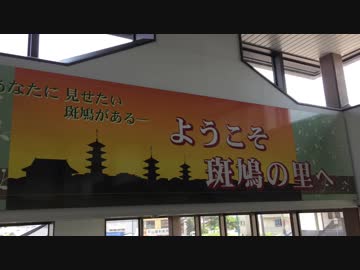 あなたに 見せたい
斑鳩がある―
ようこそ
斑鳩の里へ